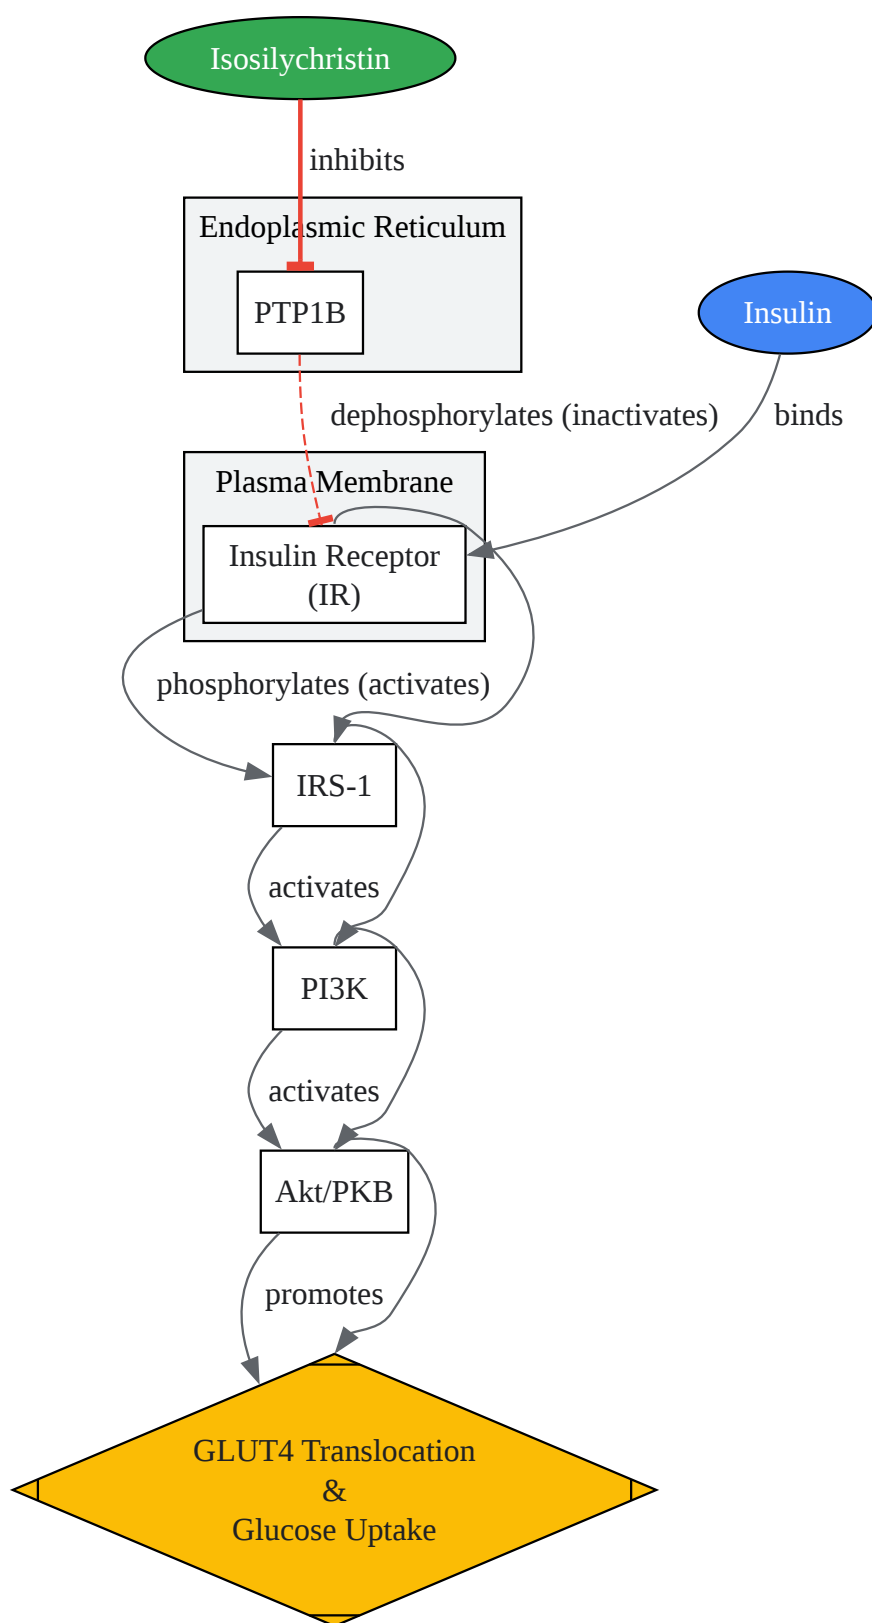 Isosilychristin
inhibits
Endoplasmic Reticulum
PTP1B
Insulin
dephosphorylates (inactivates)
binds
Plasma Membrane
Insulin Receptor
(IR)
phosphorylates (activates)
IRS-1
activates
PI3K
activates
Akt/PKB
promotes
GLUT4 Translocation
&
Glucose Uptake